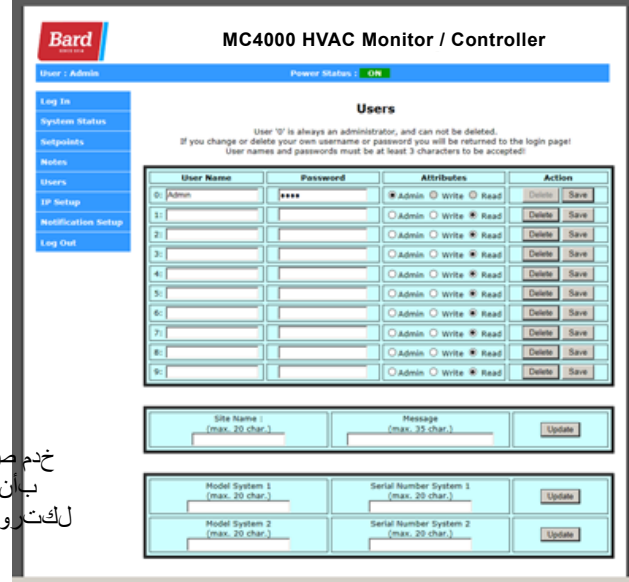 Bard
MC4000 HVAC Monitor / Controller
User : Admin
Power Status : ON
Log In
System Status
Setpoints
Notes
Users
IP Setup
Notification Setup
Log Out
Users
User '0' is always an administrator, and can not be deleted.
If you change or delete your own username or password you will be returned to the login page!
User names and passwords must be at least 3 characters to be accepted!
User Name Password Attributes Action
0: Admin •••• Admin Write Read Delete Save
1: Admin Write Read Delete Save
2: Admin Write Read Delete Save
3: Admin Write Read Delete Save
4: Admin Write Read Delete Save
5: Admin Write Read Delete Save
6: Admin Write Read Delete Save
7: Admin Write Read Delete Save
8: Admin Write Read Delete Save
9: Admin Write Read Delete Save
Site Name : Message
(max. 20 char.) (max. 35 char.) Update
Model System 1 Serial Number System 1
(max. 20 char.) (max. 20 char.) Update
Model System 2 Serial Number System 2
(max. 20 char.) (max. 20 char.) Update
خدم
بأن